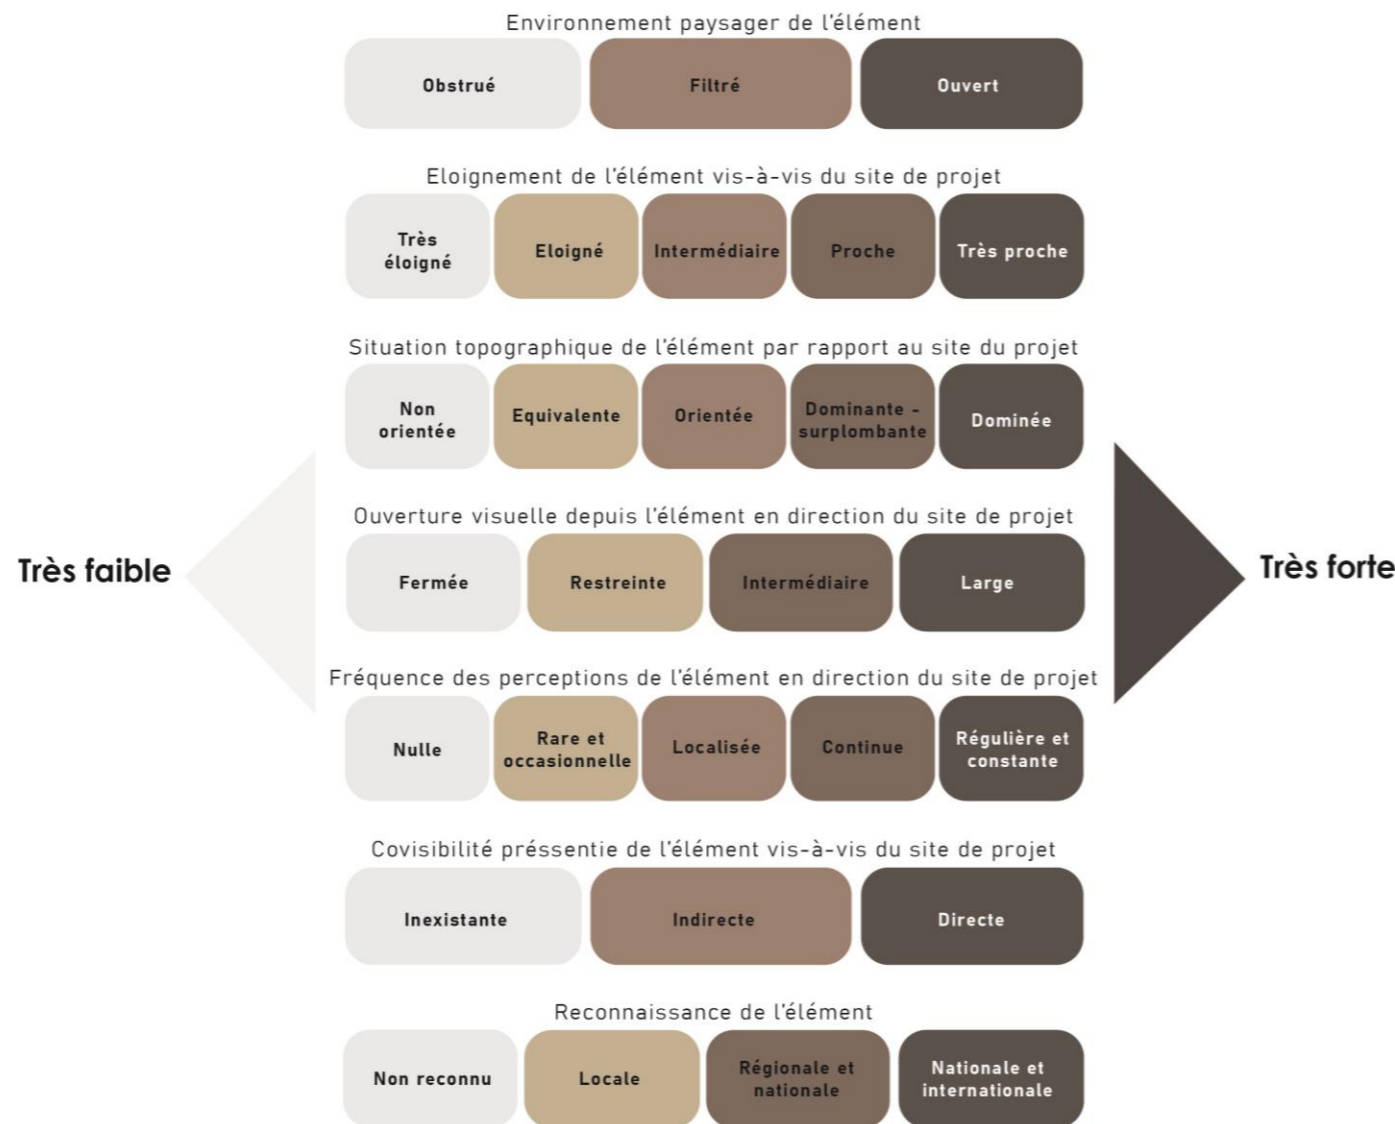 Environnement paysager de l'élément
Obstrué
Filtré
Ouvert
Eloignement de l'élément vis-à-vis du site de projet
Très
éloigné
Eloigné
Intermédiaire
Proche
Très proche
Situation topographique de l'élément par rapport au site du projet
Non
orientée
Equivalente
Orientée
Dominante -
surplombante
Dominée
Ouverture visuelle depuis l'élément en direction du site de projet
Fermée
Restreinte
Intermédiaire
Large
Très faible
Très forte
Fréquence des perceptions de l'élément en direction du site de projet
Nulle
Rare et
occasionnelle
Localisée
Continue
Régulière et
constante
Covisibilité préssentie de l'élément vis-à-vis du site de projet
Inexistante
Indirecte
Directe
Reconnaissance de l'élément
Non reconnu
Locale
Régionale et
nationale
Nationale et
internationale